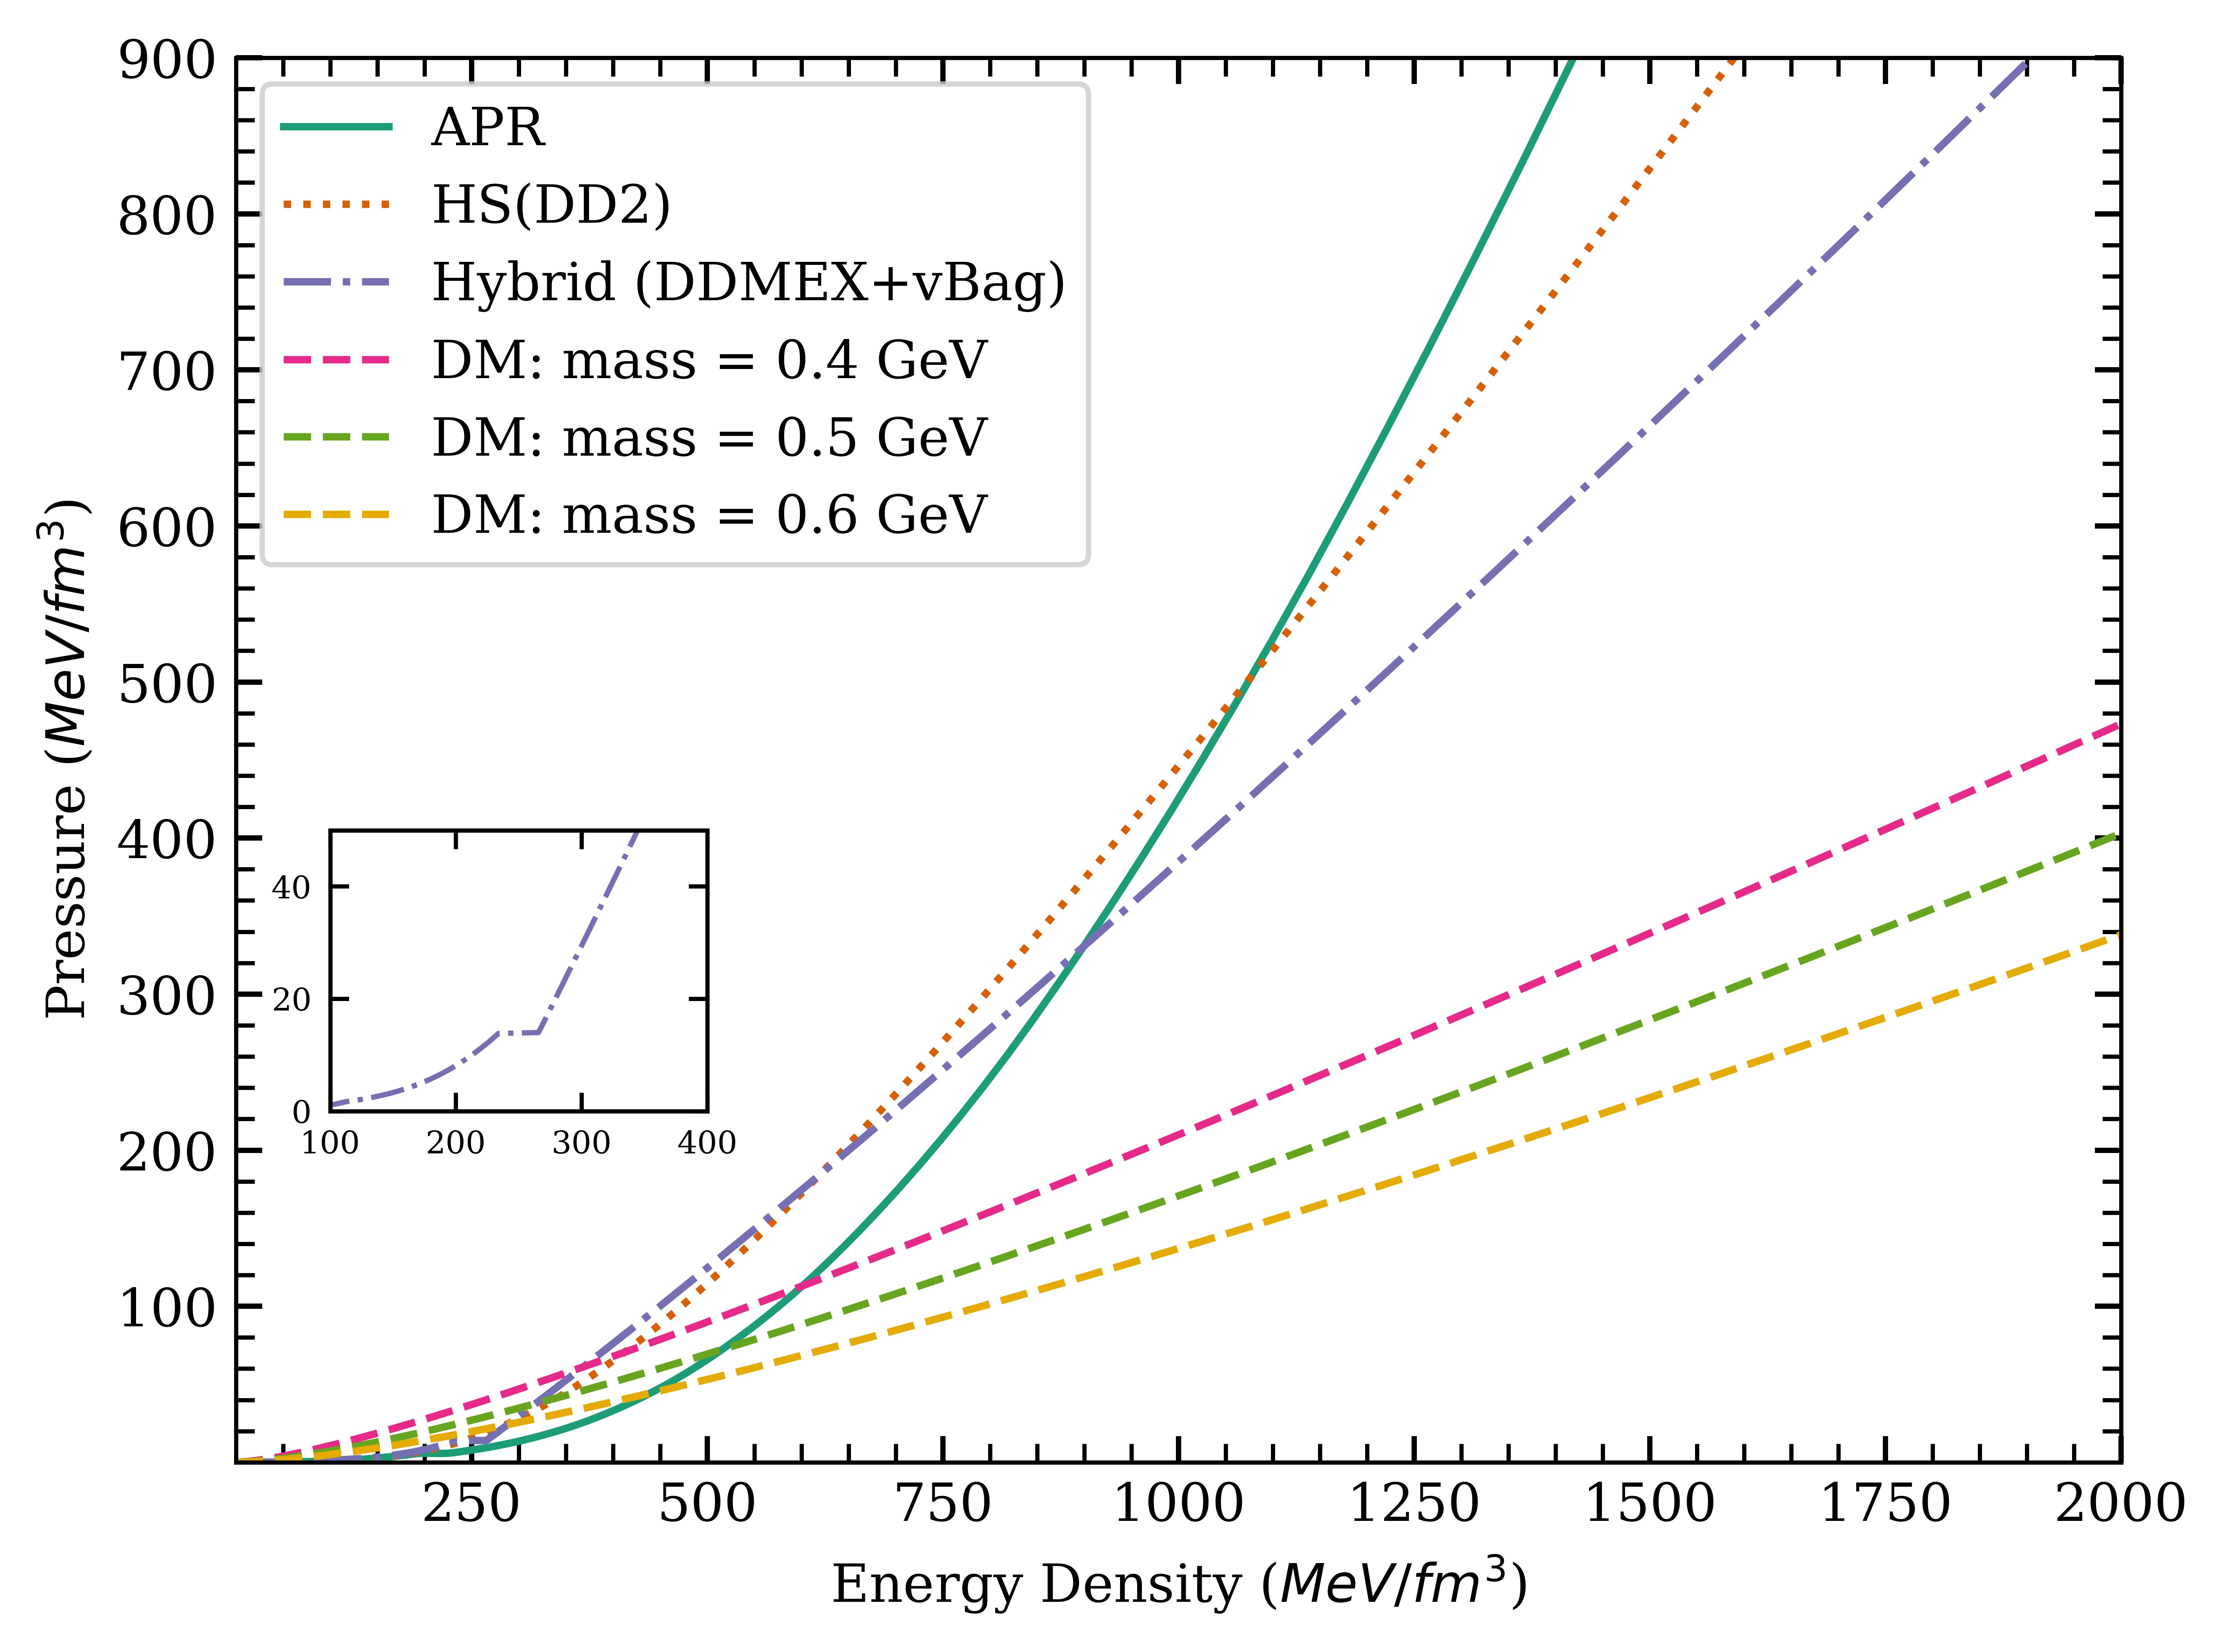 900
800
700
600
500
400
300
200
100
Pressure (MeV/fm³)
APR
HS(DD2)
Hybrid (DDMEX+vBag)
DM: mass = 0.4 GeV
DM: mass = 0.5 GeV
DM: mass = 0.6 GeV
40
20
0
100 200 300 400
250 500 750 1000 1250 1500 1750 2000
Energy Density (MeV/fm³)